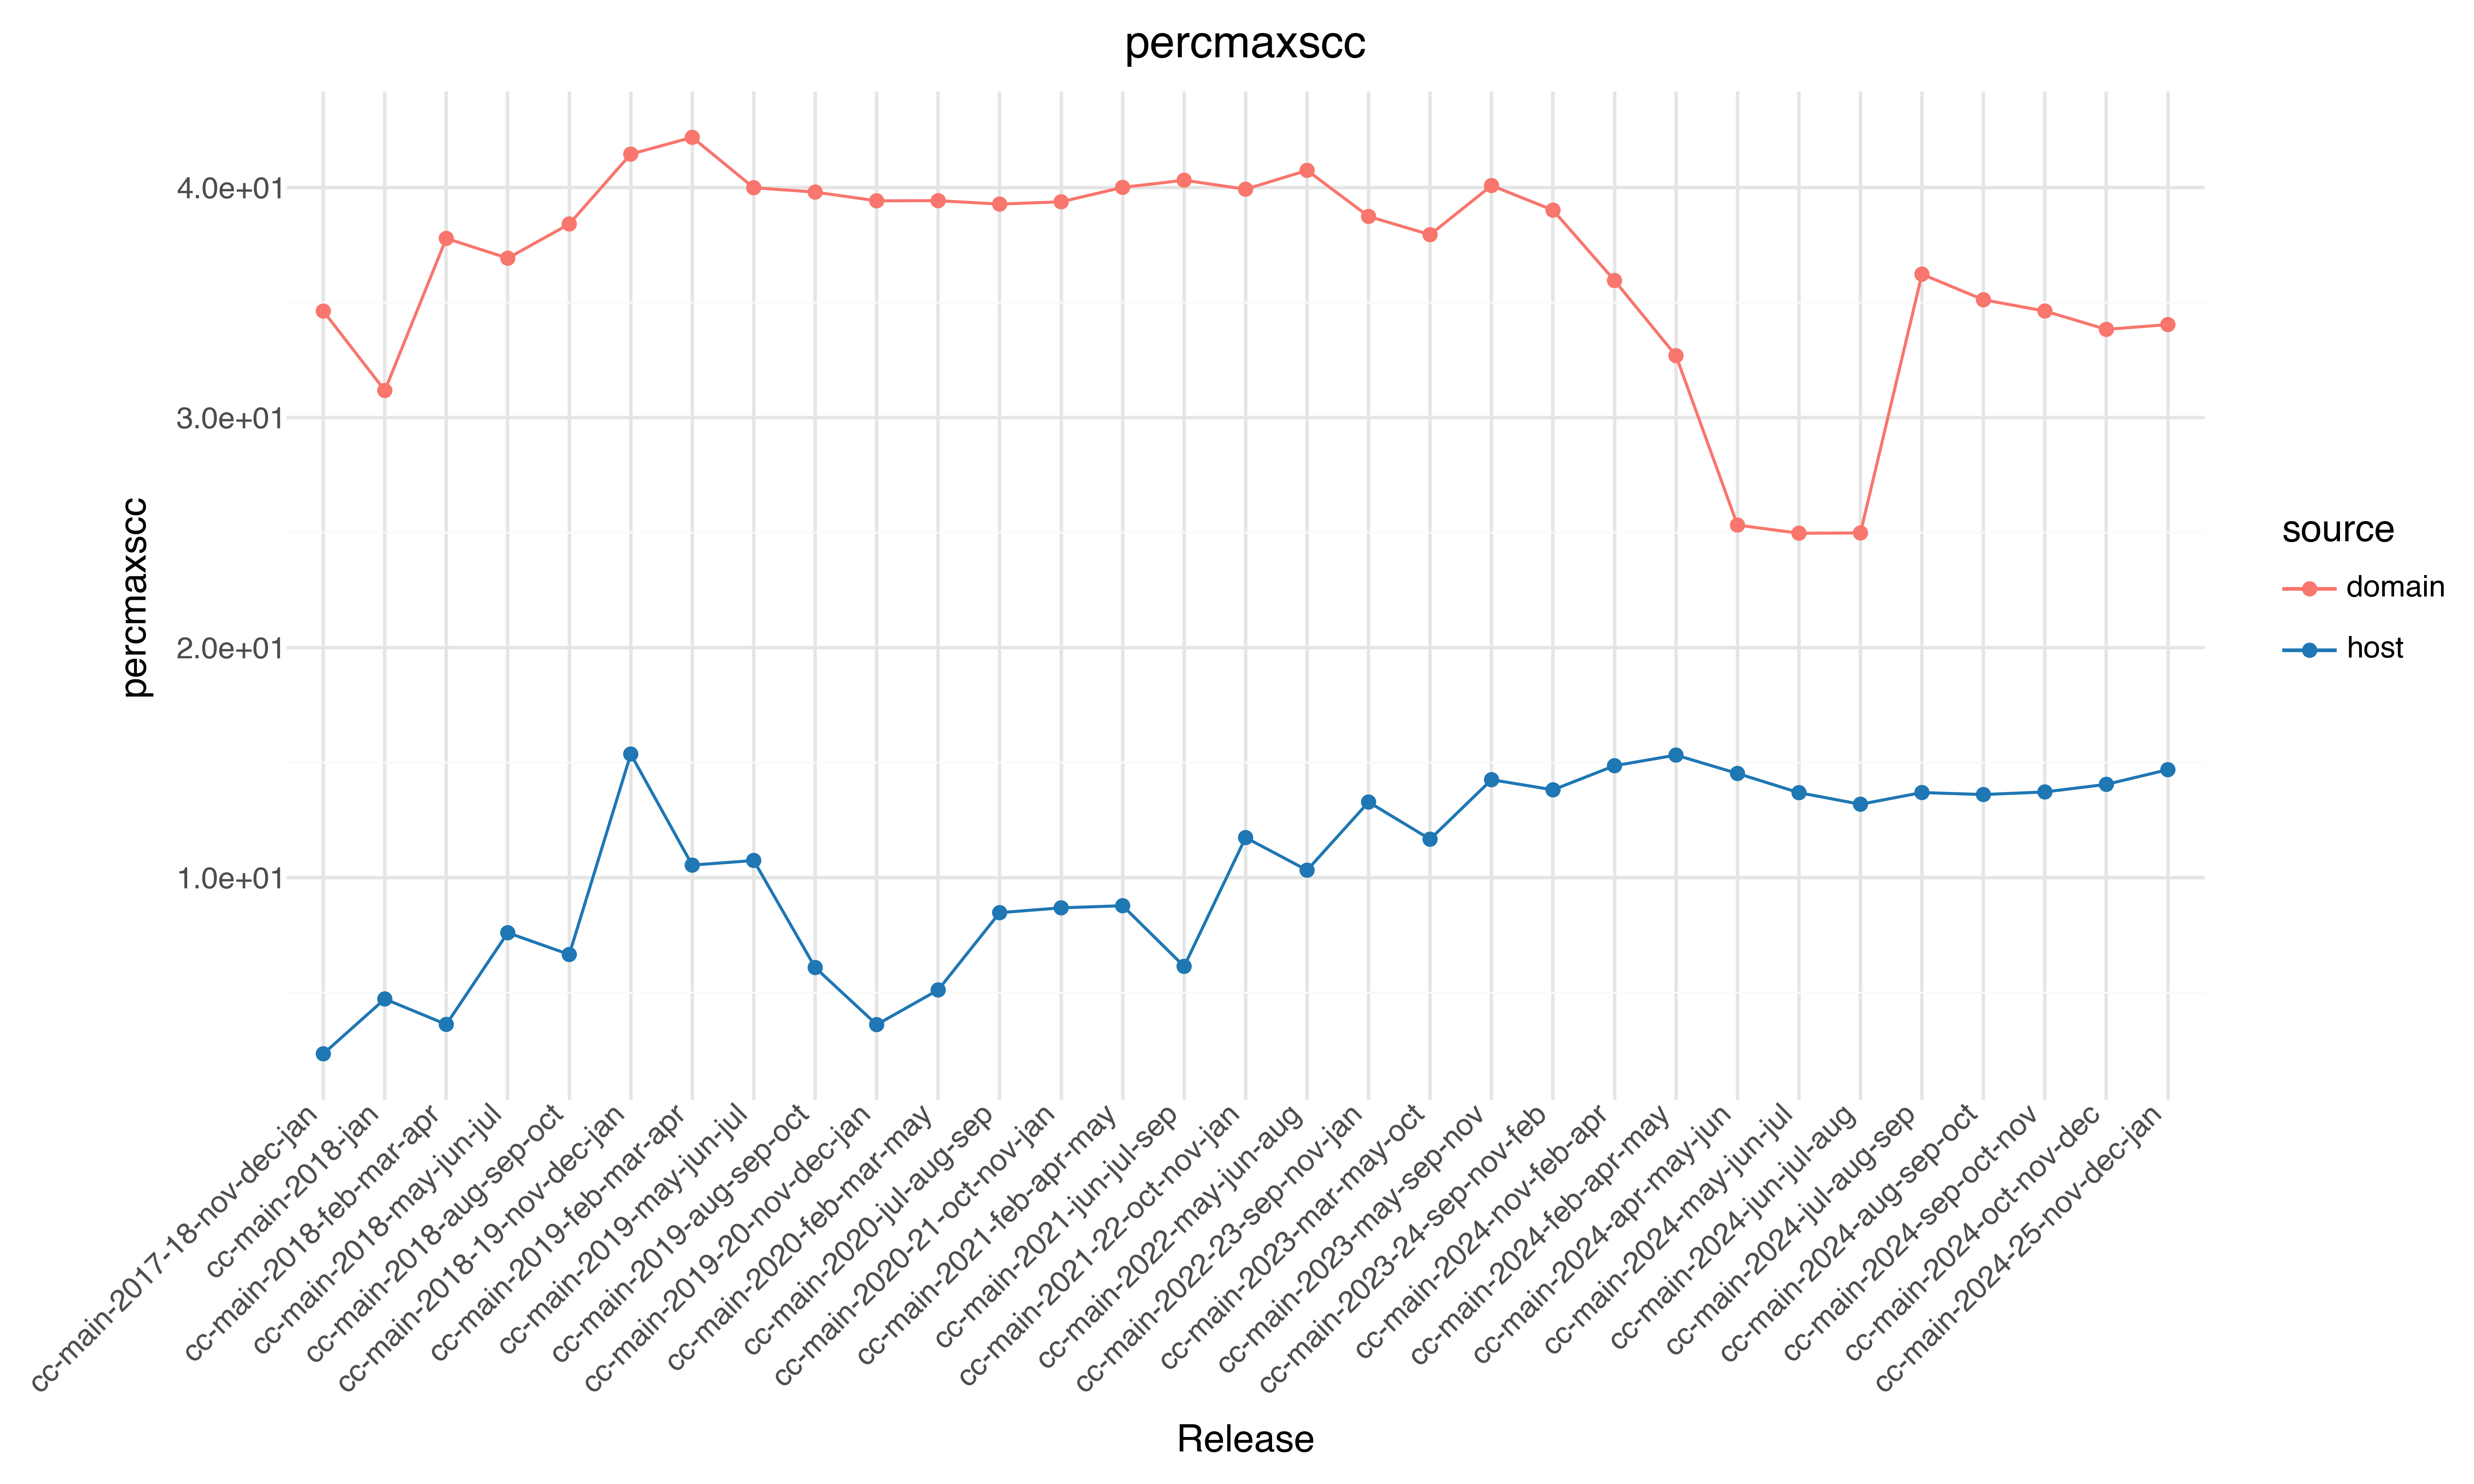 percmaxscc
4.0e+01
3.0e+01
2.0e+01
1.0e+01
percmaxscc
source
domain
host
cc-main-2017-18-nov-dec-jan
cc-main-2018-jan
cc-main-2018-feb-mar-apr
cc-main-2018-may-jun-jul
cc-main-2018-aug-sep-oct
cc-main-2018-19-nov-dec-jan
cc-main-2019-feb-mar-apr
cc-main-2019-may-jun-jul
cc-main-2019-aug-sep-oct
cc-main-2019-20-nov-dec-jan
cc-main-2020-feb-mar-may
cc-main-2020-jul-aug-sep
cc-main-2020-21-oct-nov-jan
cc-main-2021-feb-apr-may
cc-main-2021-jun-jul-sep
cc-main-2021-22-oct-nov-jan
cc-main-2022-may-jun-aug
cc-main-2022-23-sep-nov-jan
cc-main-2023-mar-may-oct
cc-main-2023-may-sep-nov
cc-main-2023-24-sep-nov-feb
cc-main-2024-nov-feb-apr
cc-main-2024-feb-apr-may
cc-main-2024-apr-may-jun
cc-main-2024-may-jun-jul
cc-main-2024-jun-jul-aug
cc-main-2024-jul-aug-sep
cc-main-2024-aug-sep-oct
cc-main-2024-sep-oct-nov
cc-main-2024-oct-nov-dec
cc-main-2024-25-nov-dec-jan
Release